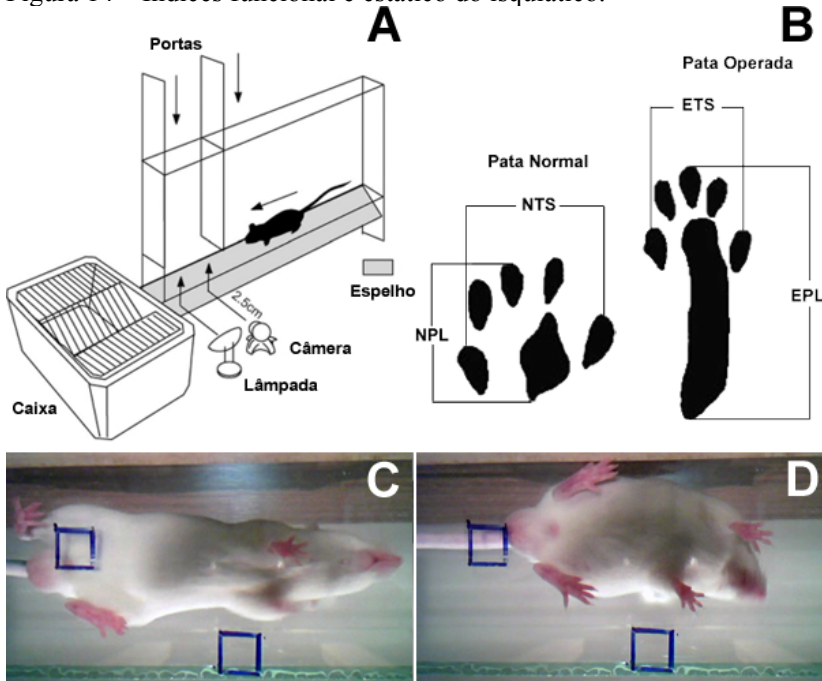 Figura 14 – Índices funcional e estático do isquiático.
A
Portas
2.5cm
Espelho
Câmera
Lâmpada
Caixa
B
Pata Operada
ETS
Pata Normal
NTS
NPL
EPL
C
D